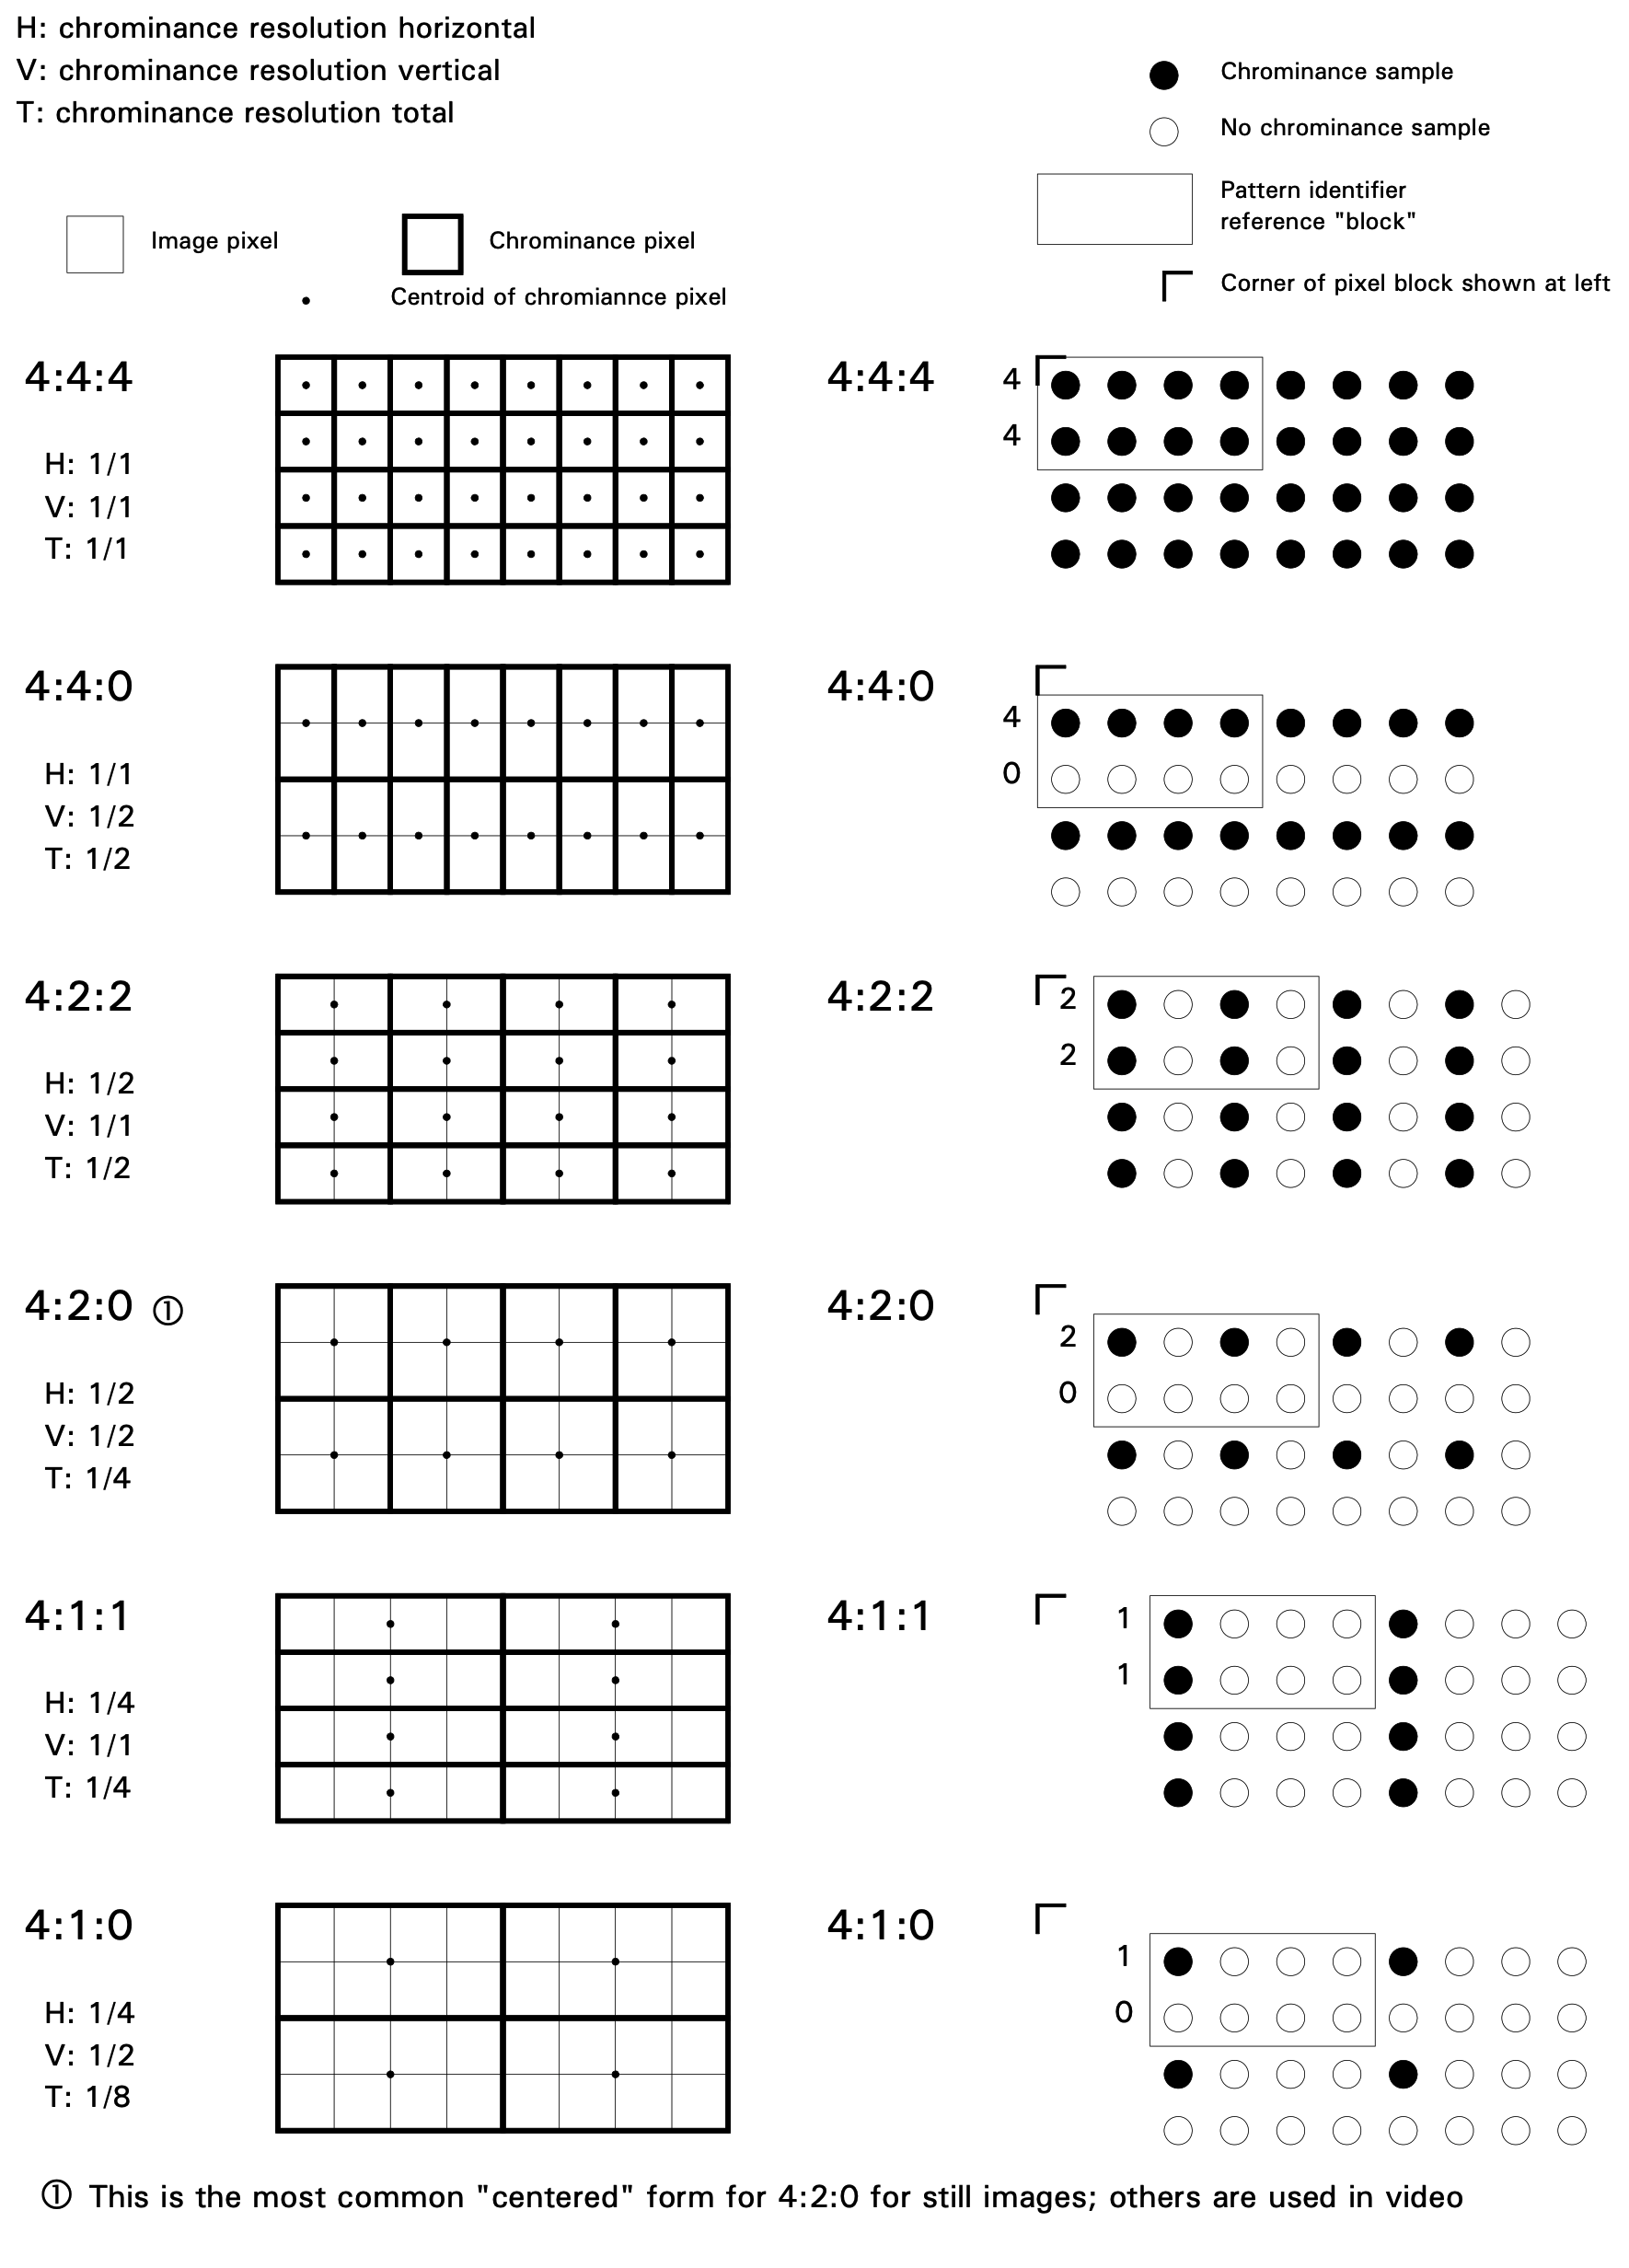 H: chrominance resolution horizontal
V: chrominance resolution vertical
T: chrominance resolution total
Chrominance sample
No chrominance sample
Pattern identifier
reference "block"
Image pixel
Chrominance pixel
Corner of pixel block shown at left
Centroid of chromiannce pixel
4:4:4
H: 1/1
V: 1/1
T: 1/1
4:4:4
4
4
4:4:0
H: 1/1
V: 1/2
T: 1/2
4:4:0
4
0
4:2:2
H: 1/2
V: 1/1
T: 1/2
4:2:2
2
2
4:2:0 ①
H: 1/2
V: 1/2
T: 1/4
4:2:0
2
0
4:1:1
H: 1/4
V: 1/1
T: 1/4
4:1:1
1
1
4:1:0
H: 1/4
V: 1/2
T: 1/8
4:1:0
1
0
① This is the most common "centered" form for 4:2:0 for still images; others are used in video